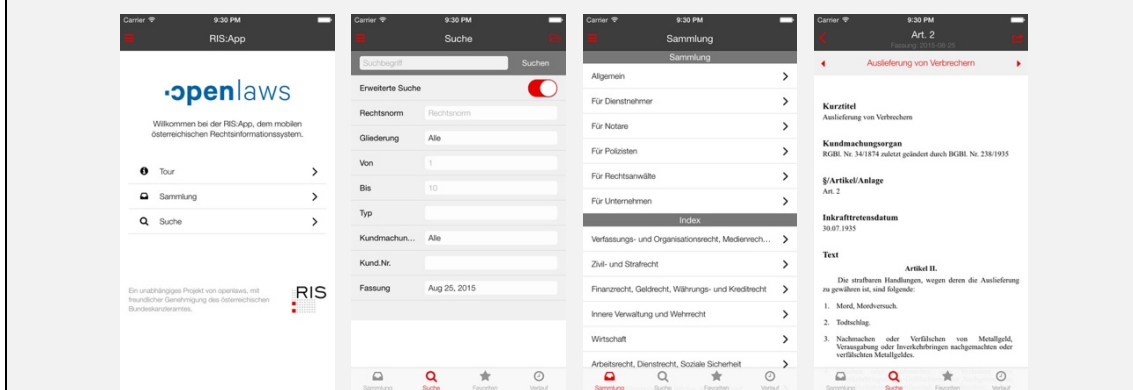 Carrier 9:30 PM
RIS:App
openlaws
Willkommen bei der RIS:App, dem mobilen
österreichischen Rechtsinformationssystem.
Tour
Sammlung
Suche
Ein unabhängiges Projekt von openlaws, mit
freundlicher Genehmigung des österreichischen
Bundeskanzleramtes.
RIS
Carrier 9:30 PM
Suche
Suchbegriff Suchen
Erweiterte Suche
Rechtsnorm Rechtsnorm
Gliederung Alle
Von 1
Bis 10
Typ
Kundmachun... Alle
Kund.Nr.
Fassung Aug 25, 2015
Sammlung Suche Favoriten Verlauf
Carrier 9:30 PM
Sammlung
Sammlung
Allgemein
Für Dienstnehmer
Für Notare
Für Polizisten
Für Rechtsanwälte
Für Unternehmen
Index
Verfassungs- und Organisationsrecht, Medienrech...
Zivil- und Strafrecht
Finanzrecht, Geldrecht, Währungs- und Kreditrecht
Innere Verwaltung und Wehrrecht
Wirtschaft
Arbeitsrecht, Dienstrecht, Soziale Sicherheit
Sammlung Suche Favoriten Verlauf
Carrier 9:30 PM
Art. 2
Fassung: 2015-08-25
Auslieferung von Verbrechern
Kurztitel
Auslieferung von Verbrechern
Kundmachungsorgan
RGBl. Nr. 34/1874 zuletzt geändert durch BGBl. Nr. 238/1935
§/Artikel/Anlage
Art. 2
Inkrafttretensdatum
30.07.1935
Text
Artikel II.
Die strafbaren Handlungen, wegen deren die Auslieferung
zu gewähren ist, sind folgende:
1. Mord, Mordversuch.
2. Todtschlag.
3. Nachmachen oder Verfälschen von Metallgeld,
Verausgabung oder Inverkehrbringen nachgemachten oder
verfälschten Metallgeldes.
Sammlung Suche Favoriten Verlauf